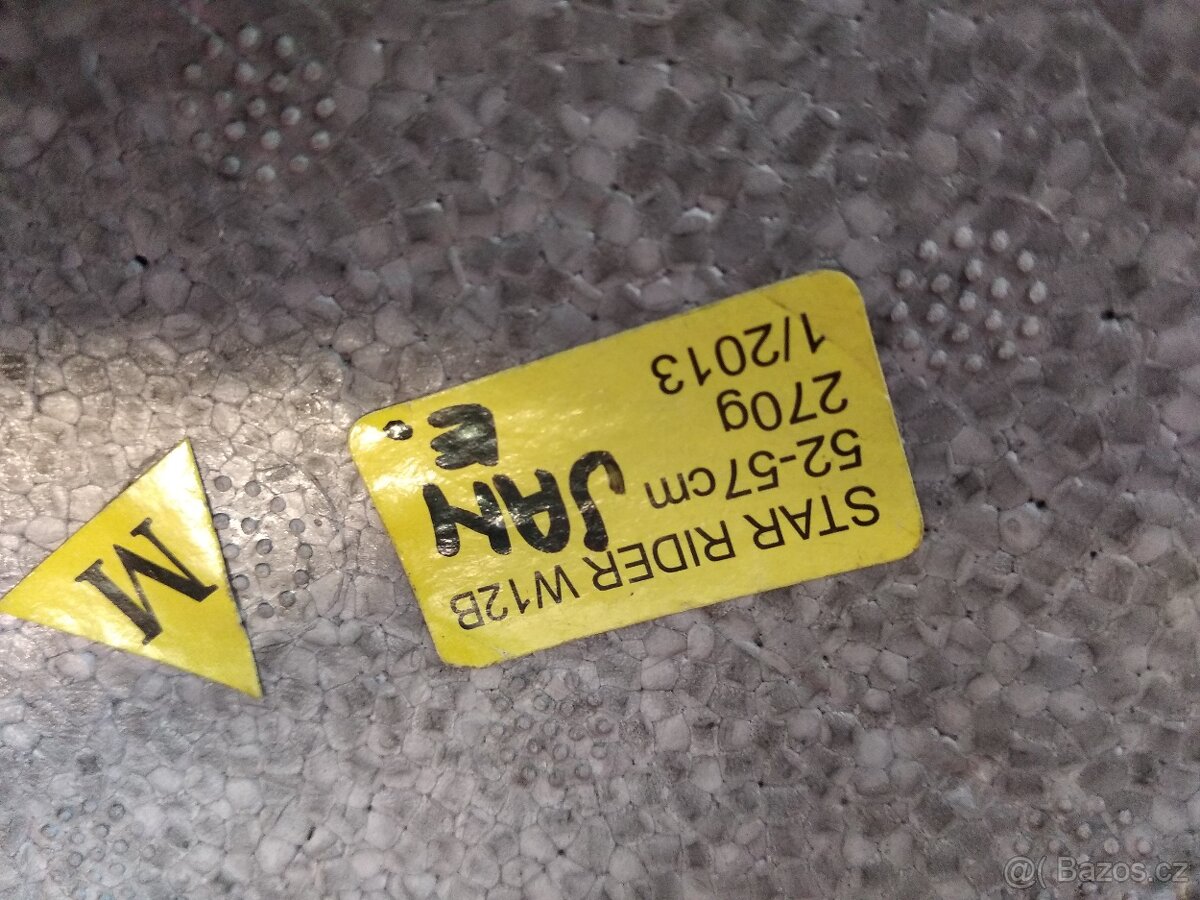 STAR RIDER W12B
52-57cm
270g
1/2013
JAN
E.
M
@( Bazos.cz